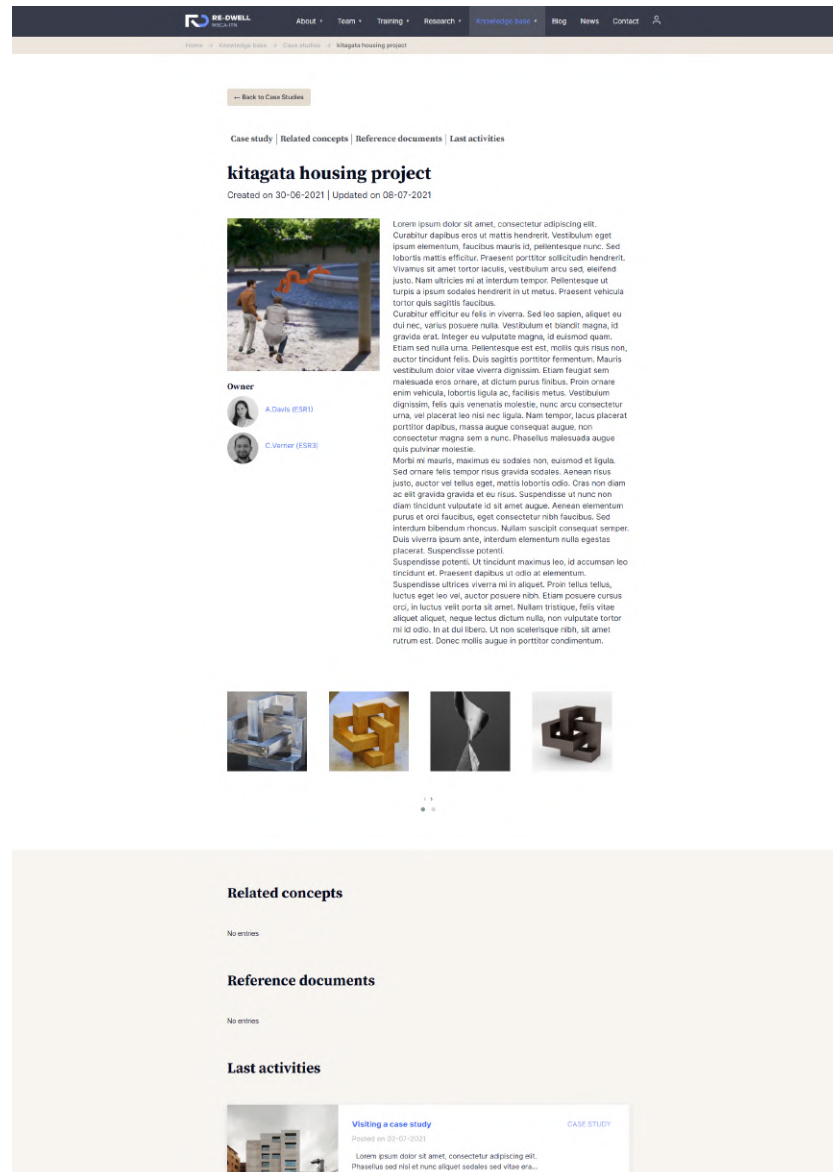 RE-DWELL
MSCA-ITN
About
Team
Training
Research
Knowledge base
Blog
News
Contact
Home → Knowledge base → Case studies → kitagata housing project
← Back to Case Studies
Case study | Related concepts | Reference documents | Last activities
kitagata housing project
Created on 30-06-2021 | Updated on 08-07-2021
Lorem ipsum dolor sit amet, consectetur adipiscing elit.
Curabitur dapibus eros ut mattis hendrerit. Vestibulum eget
ipsum elementum, faucibus mauris id, pellentesque nunc. Sed
lobortis mattis efficitur. Praesent porttitor sollicitudin hendrerit.
Vivamus sit amet tortor iaculis, vestibulum arcu sed, eleifend
justo. Nam ultricies mi at interdum tempor. Pellentesque ut
turpis a ipsum sodales hendrerit in ut metus. Praesent vehicula
tortor quis sagittis faucibus.
Curabitur efficitur eu felis in viverra. Sed leo sapien, aliquet eu
dui nec, varius posuere nulla. Vestibulum et blandit magna, id
gravida erat. Integer eu vulputate magna, id euismod quam.
Etiam sed nulla urna. Pellentesque est est, mollis quis risus non,
auctor tincidunt felis. Duis sagittis porttitor fermentum. Mauris
vestibulum dolor vitae viverra dignissim. Etiam feugiat sem
malesuada eros ornare, at dictum purus finibus. Proin ornare
enim vehicula, lobortis ligula ac, facilisis metus. Vestibulum
dignissim, felis quis venenatis molestie, nunc arcu consectetur
urna, vel placerat leo nisi nec ligula. Nam tempor, lacus placerat
porttitor dapibus, massa augue consequat augue, non
consectetur magna sem a nunc. Phasellus malesuada augue
quis pulvinar molestie.
Morbi mi mauris, maximus eu sodales non, euismod et ligula.
Sed ornare felis tempor risus gravida sodales. Aenean risus
justo, auctor vel tellus eget, mattis lobortis odio. Cras non diam
ac elit gravida gravida et eu risus. Suspendisse ut nunc non
diam tincidunt vulputate id sit amet augue. Aenean elementum
purus et orci faucibus, eget consectetur nibh faucibus. Sed
interdum bibendum rhoncus. Nullam suscipit consequat semper.
Duis viverra ipsum ante, interdum elementum nulla egestas
placerat. Suspendisse potenti.
Suspendisse potenti. Ut tincidunt maximus leo, id accumsan leo
tincidunt et. Praesent dapibus ut odio at elementum.
Suspendisse ultrices viverra mi in aliquet. Proin tellus tellus,
luctus eget leo vel, auctor posuere nibh. Etiam posuere cursus
orci, in luctus velit porta sit amet. Nullam tristique, felis vitae
aliquet aliquet, neque lectus dictum nulla, non vulputate tortor
mi id odio. In at dui libero. Ut non scelerisque nibh, sit amet
rutrum est. Donec mollis augue in porttitor condimentum.
Owner
A.Davis (ESR1)
C.Verner (ESR3)
Related concepts
No entries
Reference documents
No entries
Last activities
Visiting a case study
CASE STUDY
Posted on 02-07-2021
Lorem ipsum dolor sit amet, consectetur adipiscing elit.
Phasellus sed nisl et nunc aliquet sodales sed vitae era...